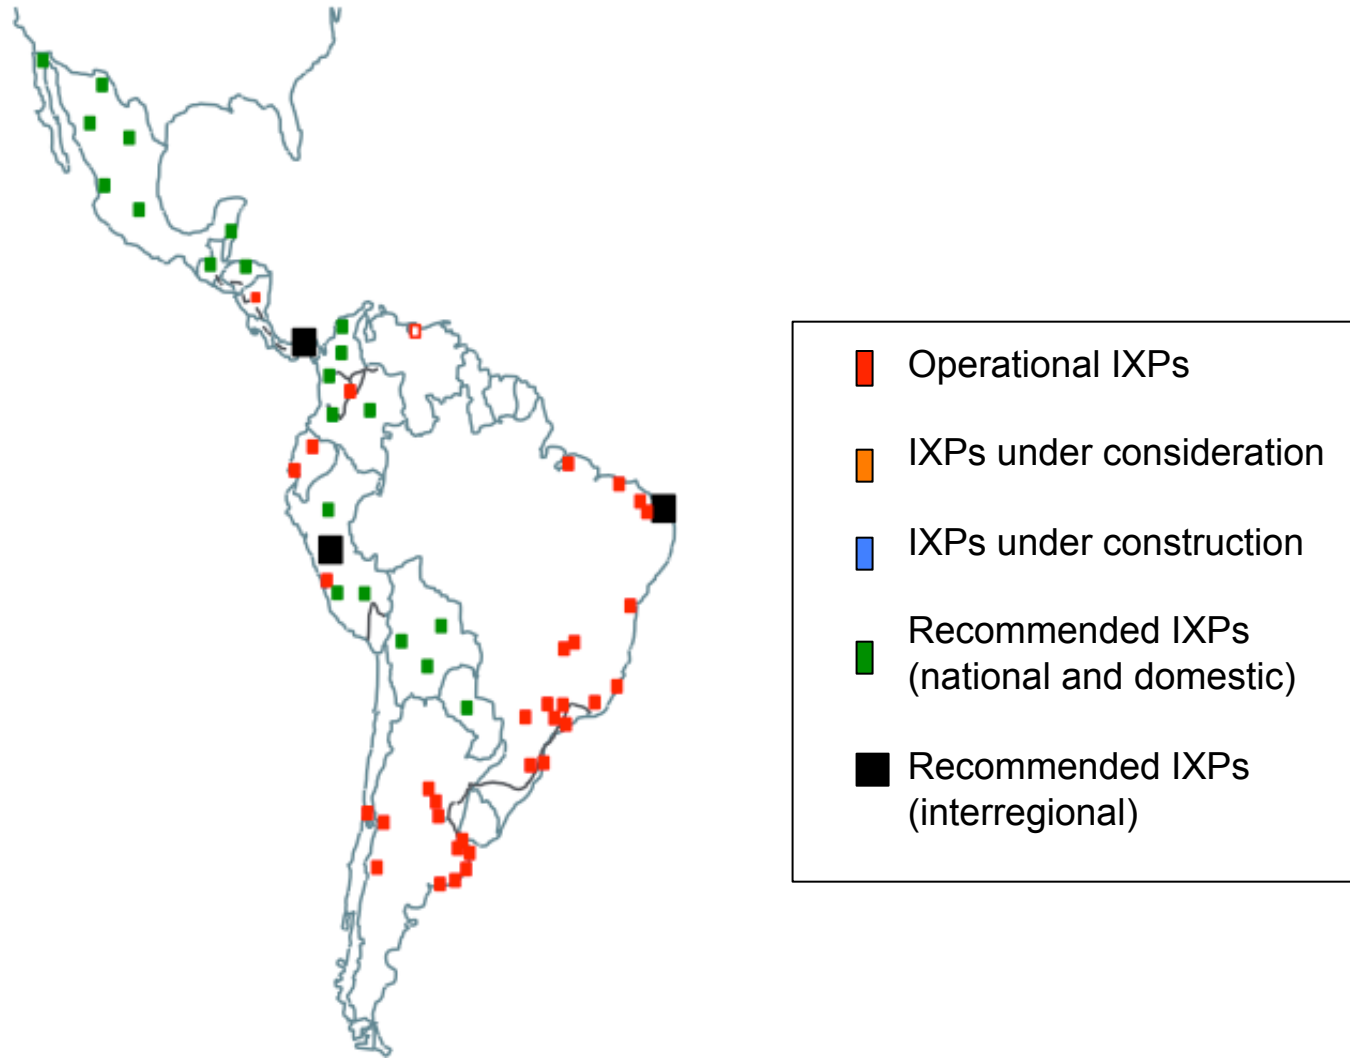 Operational IXPs
IXPs under consideration
IXPs under construction
Recommended IXPs
(national and domestic)
Recommended IXPs
(interregional)